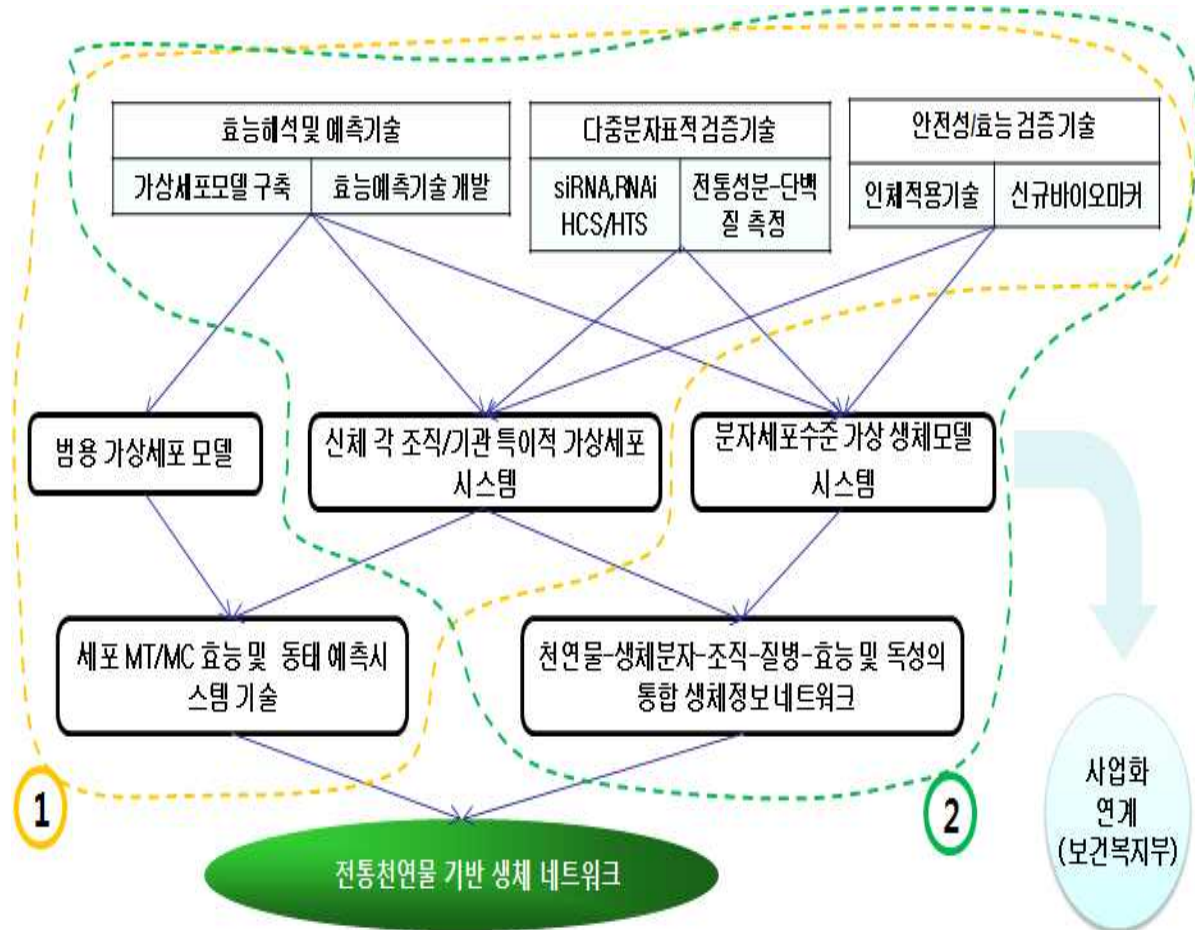 효능해석 및 예측기술
가상세포모델 구축
효능예측기술 개발
다중분자표적검증기술
siRNA,RNAi
HCS/HTS
전통성분-단백
질 측정
안전성/효능 검증 기술
인체적용기술
신규바이오마커
범용 가상세포 모델
신체 각 조직/기관 특이적 가상세포
시스템
분자세포수준 가상 생체모델
시스템
세포 MT/MC 효능 및 동태 예측시
스템 기술
천연물-생체분자-조직-질병-효능 및 독성의
통합 생체정보 네트워크
1
2
전통천연물 기반 생체 네트워크
사업화
연계
(보건복지부)